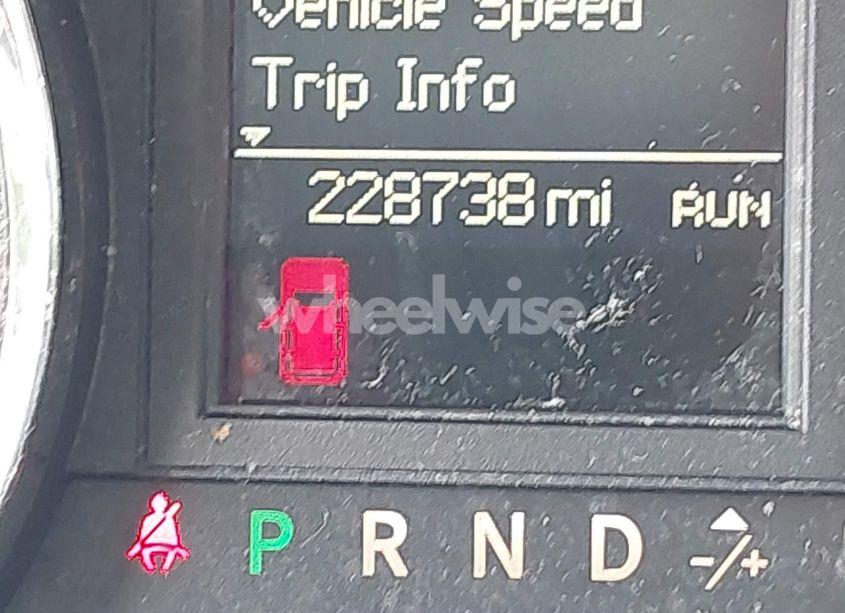 Vehicle Speed
Trip Info
228738 mi RUN
wheelwise
P R N D -/+